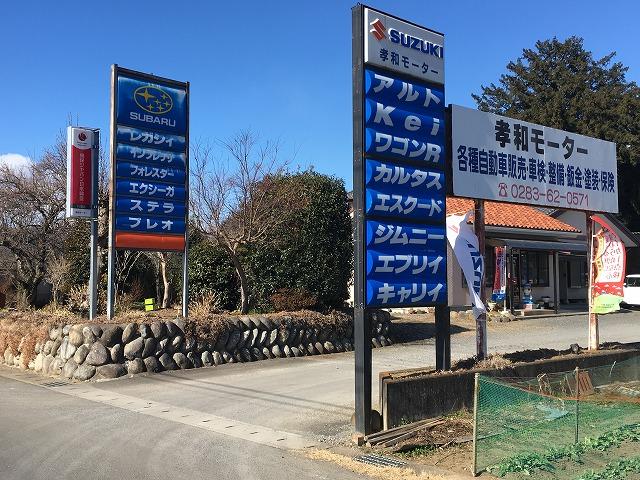 SUBARU
レガシィ
インプレッサ
フォレスター
エクシーガ
ステラ
プレオ
SUZUKI
孝和モーター
アルト
Kei
ワゴンR
カルタス
エスクード
ジムニー
エブリイ
キャリイ
孝和モーター
各種自動車販売・車検・整備・鈑金・塗装・保険
☎0283-62-0571